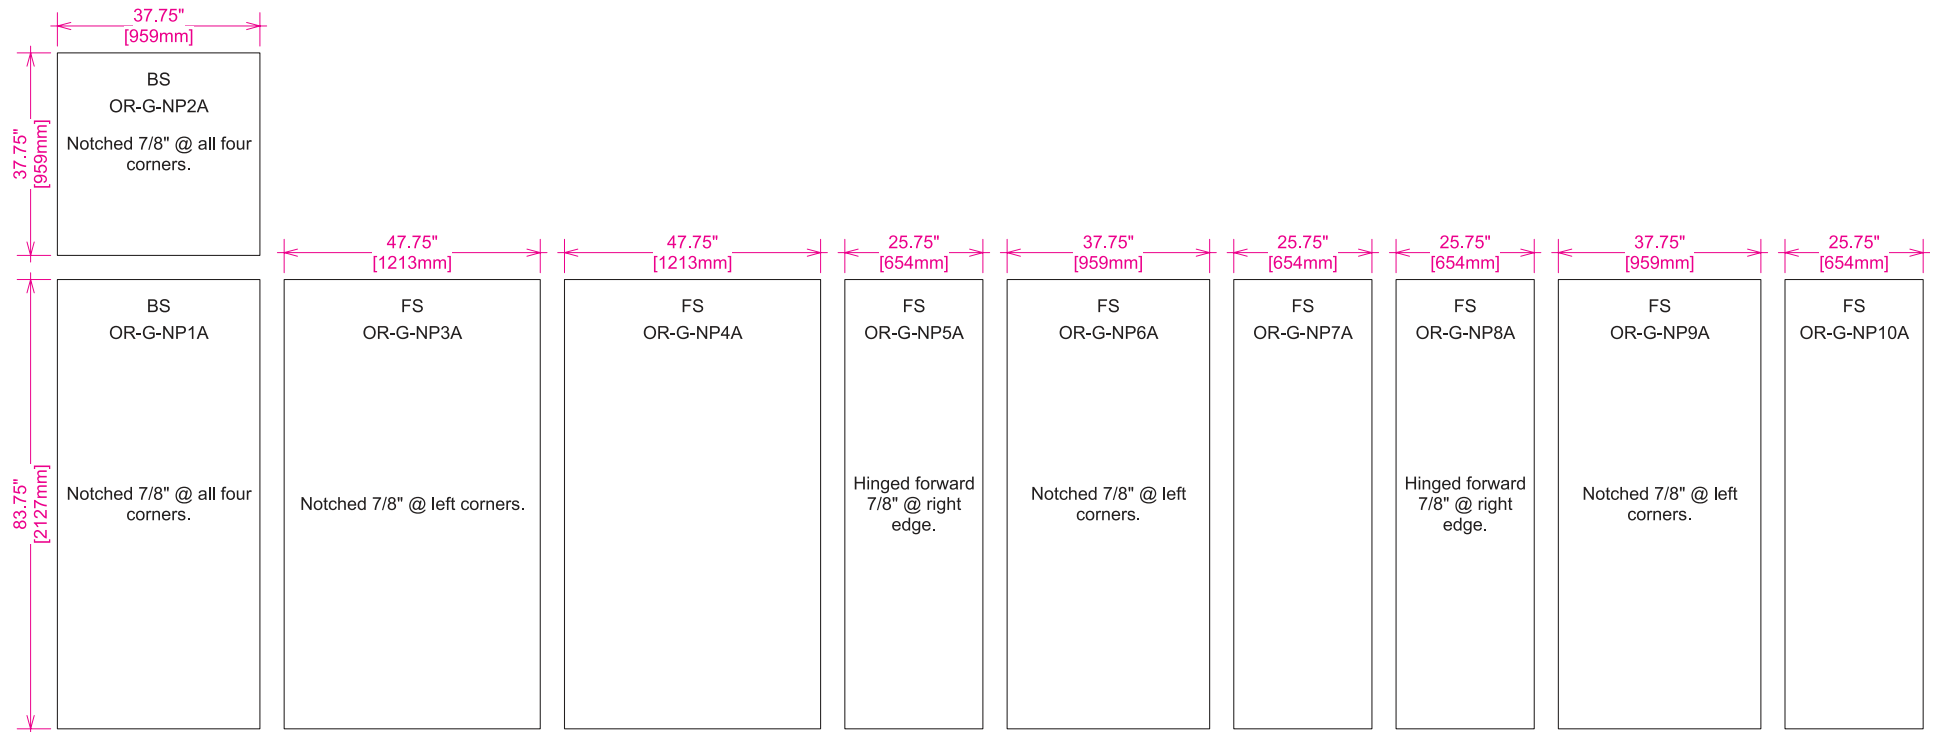 37.75"
[959mm]
37.75"
[959mm]
BS
OR-G-NP2A
Notched 7/8" @ all four
corners.
83.75"
[2127mm]
BS
OR-G-NP1A
Notched 7/8" @ all four
corners.
47.75"
[1213mm]
FS
OR-G-NP3A
Notched 7/8" @ left corners.
47.75"
[1213mm]
FS
OR-G-NP4A
25.75"
[654mm]
FS
OR-G-NP5A
Hinged forward
7/8" @ right
edge.
37.75"
[959mm]
FS
OR-G-NP6A
Notched 7/8" @ left
corners.
25.75"
[654mm]
FS
OR-G-NP7A
25.75"
[654mm]
FS
OR-G-NP8A
Hinged forward
7/8" @ right
edge.
37.75"
[959mm]
FS
OR-G-NP9A
Notched 7/8" @ left
corners.
25.75"
[654mm]
FS
OR-G-NP10A